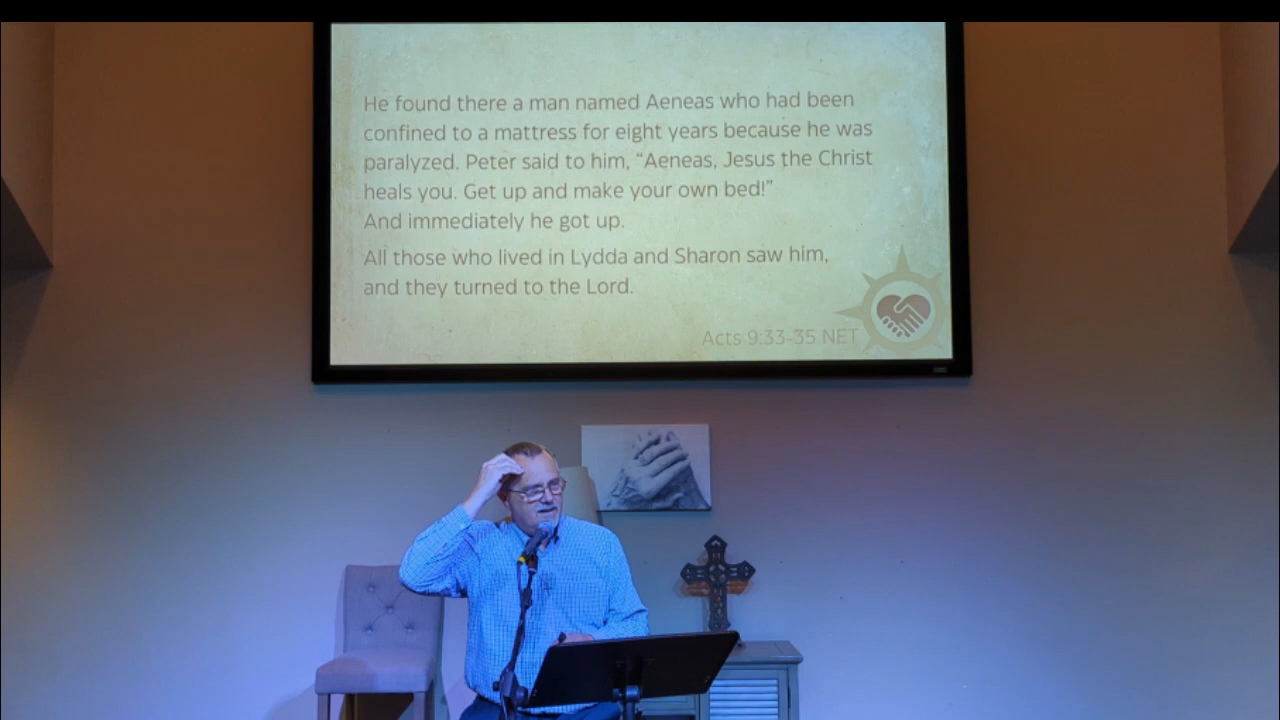 He found there a man named Aeneas who had been
confined to a mattress for eight years because he was
paralyzed. Peter said to him, “Aeneas, Jesus the Christ
heals you. Get up and make your own bed!”
And immediately he got up.
All those who lived in Lydda and Sharon saw him,
and they turned to the Lord.
Acts 9:33-35 NET